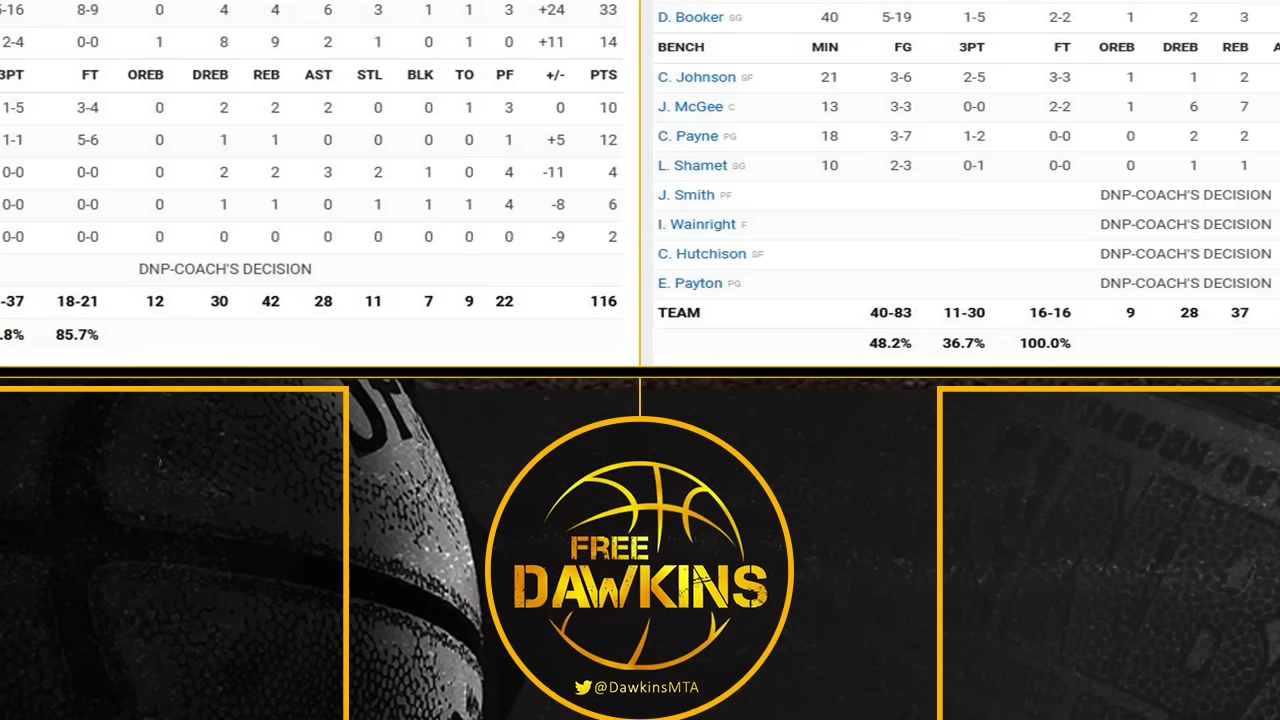 5-16 8-9 0 4 4 6 3 1 1 3 +24 33
2-4 0-0 1 8 9 2 1 0 1 0 +11 14
3PT FT OREB DREB REB AST STL BLK TO PF +/- PTS
1-5 3-4 0 2 2 2 0 0 1 3 0 10
1-1 5-6 0 1 1 0 0 0 0 1 +5 12
0-0 0-0 0 2 2 3 2 1 0 4 -11 4
0-0 0-0 0 1 1 0 1 1 1 4 -8 6
0-0 0-0 0 0 0 0 0 0 0 0 -9 2
DNP-COACH'S DECISION
-37 18-21 12 30 42 28 11 7 9 22 116
.8% 85.7%
D. Booker SG 40 5-19 1-5 2-2 1 2 3
BENCH MIN FG 3PT FT OREB DREB REB A
C. Johnson SF 21 3-6 2-5 3-3 1 1 2
J. McGee C 13 3-3 0-0 2-2 1 6 7
C. Payne PG 18 3-7 1-2 0-0 0 2 2
L. Shamet SG 10 2-3 0-1 0-0 0 1 1
J. Smith PF DNP-COACH'S DECISION
I. Wainright F DNP-COACH'S DECISION
C. Hutchison SF DNP-COACH'S DECISION
E. Payton PG DNP-COACH'S DECISION
TEAM 40-83 11-30 16-16 9 28 37
48.2% 36.7% 100.0%
FREE
DAWKINS
@DawkinsMTA